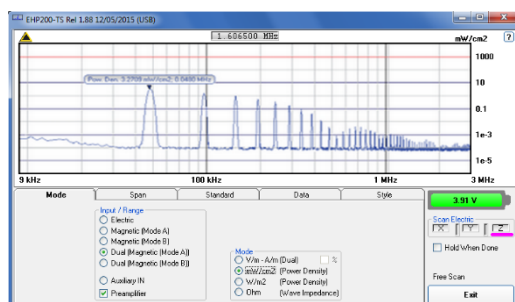 EHP200-TS Rel 1.88 12/05/2015 (USB)
1.606500 MHz
mW/cm2
?
1000
10
0.1
1e-3
1e-5
9 kHz
100 kHz
1 MHz
3 MHz
Mode
Span
Standard
Data
Style
Input / Range
Electric
Magnetic (Mode A)
Magnetic (Mode B)
Dual (Magnetic (Mode A))
Dual (Magnetic (Mode B))
Auxiliary IN
Preamplifier
Mode
V/m - A/m (Dual)
%
mW/cm2 (Power Density)
W/m2 (Power Density)
Ohm (Wave Impedance)
3.91 V
Scan Electric
X
Y
Z
Hold When Done
Free Scan
Exit